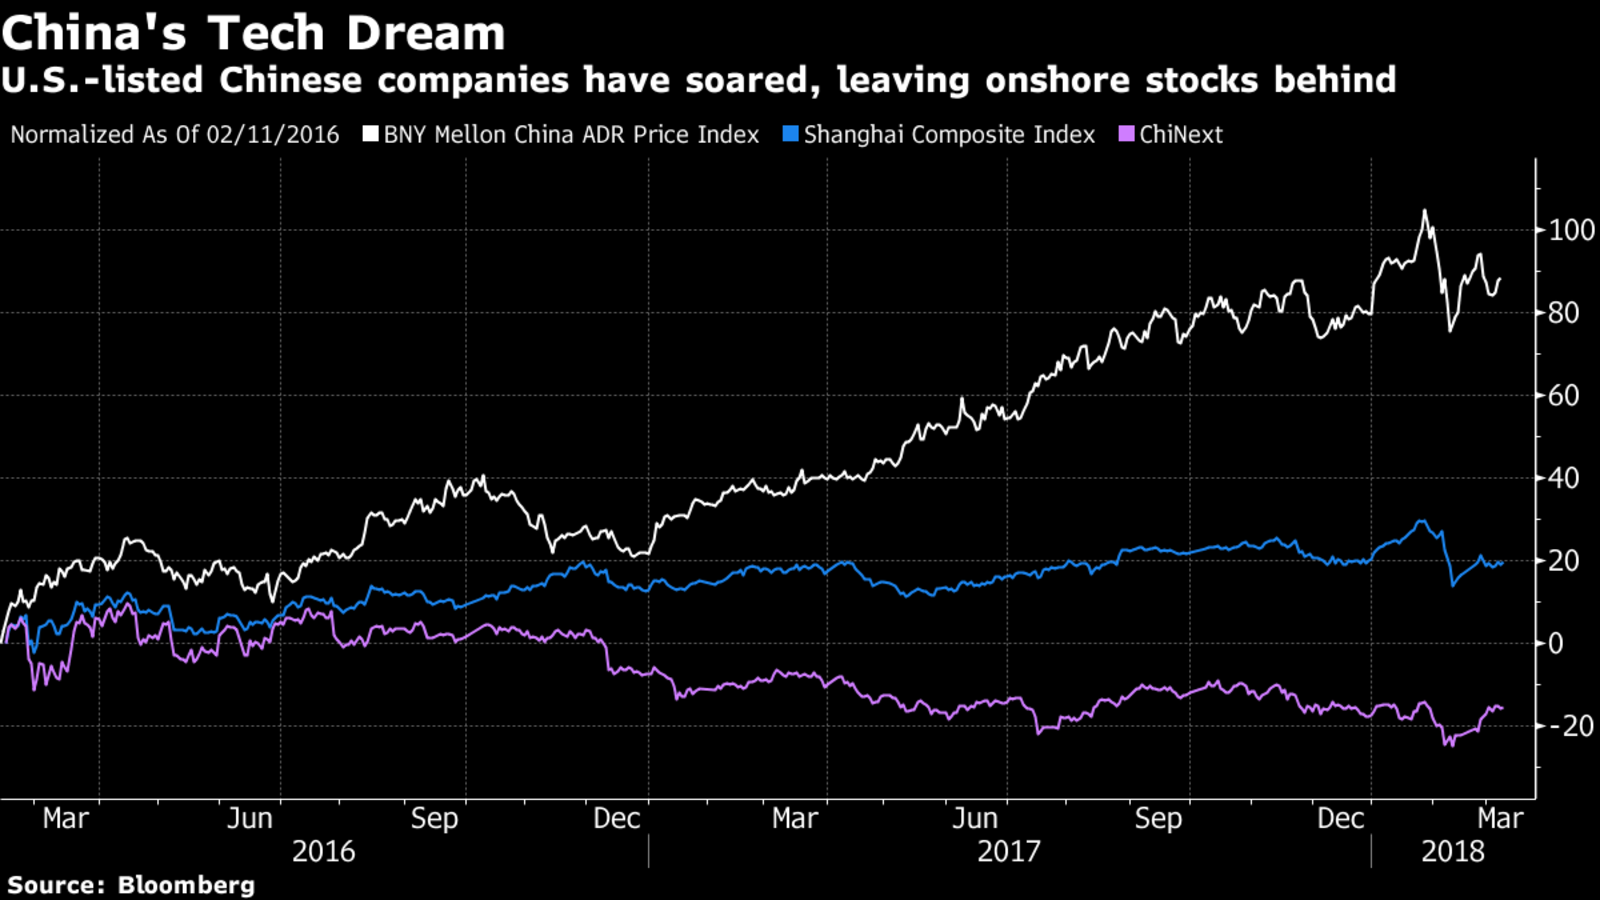 China's Tech Dream
U.S.-listed Chinese companies have soared, leaving onshore stocks behind
Normalized As Of 02/11/2016 BNY Mellon China ADR Price Index Shanghai Composite Index ChiNext
100
80
60
40
20
0
-20
Mar Jun Sep Dec Mar Jun Sep Dec Mar
2016 2017 2018
Source: Bloomberg